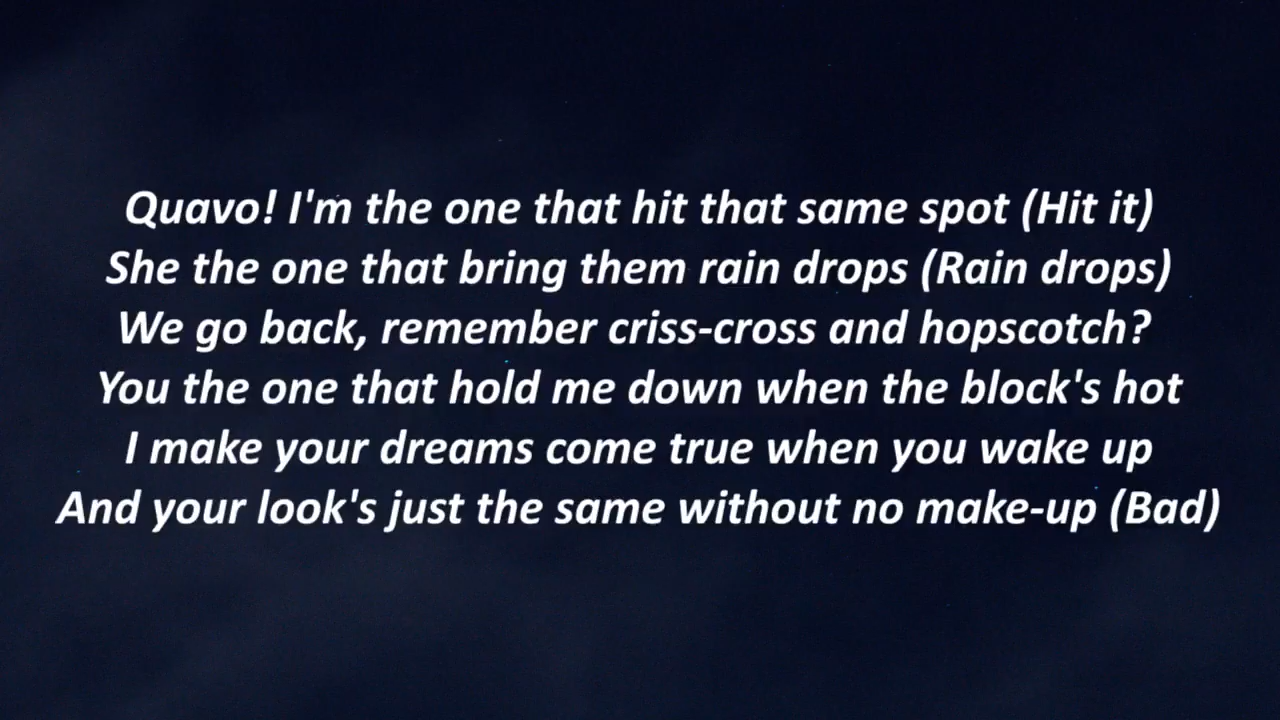 Quavo! I'm the one that hit that same spot (Hit it)
She the one that bring them rain drops (Rain drops)
We go back, remember criss-cross and hopscotch?
You the one that hold me down when the block's hot
I make your dreams come true when you wake up
And your look's just the same without no make-up (Bad)